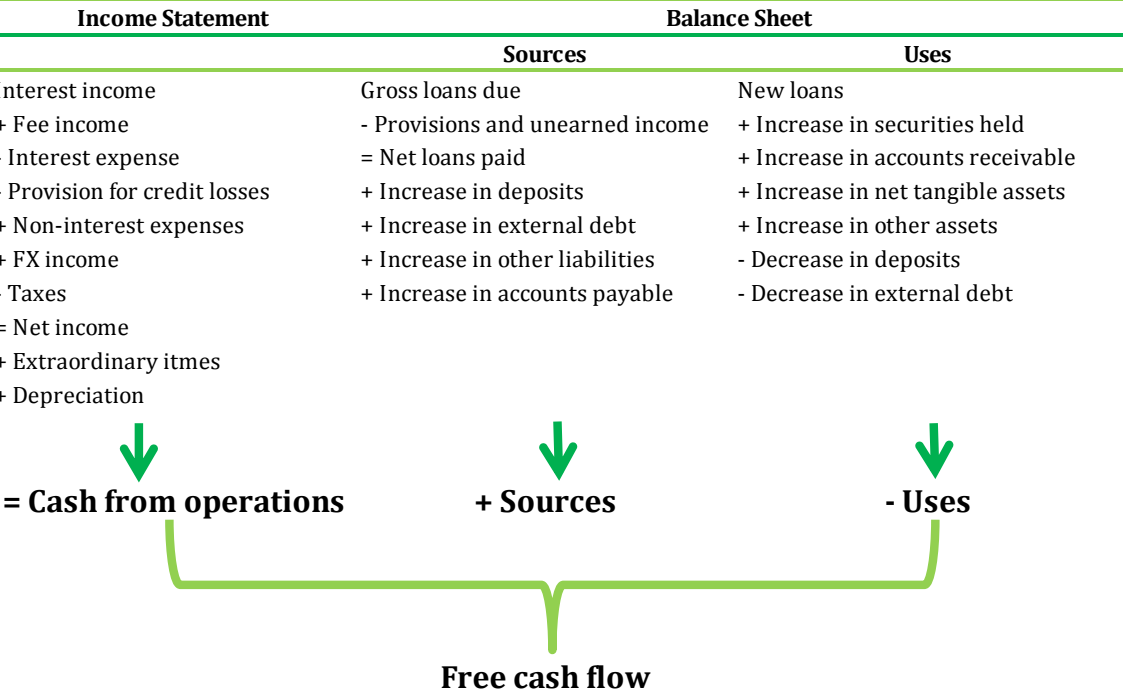 Income Statement
Balance Sheet
Sources
Uses
Interest income
+ Fee income
- Interest expense
- Provision for credit losses
+ Non-interest expenses
+ FX income
- Taxes
= Net income
+ Extraordinary itmes
+ Depreciation
Gross loans due
- Provisions and unearned income
= Net loans paid
+ Increase in deposits
+ Increase in external debt
+ Increase in other liabilities
+ Increase in accounts payable
New loans
+ Increase in securities held
+ Increase in accounts receivable
+ Increase in net tangible assets
+ Increase in other assets
- Decrease in deposits
- Decrease in external debt
= Cash from operations
+ Sources
- Uses
Free cash flow